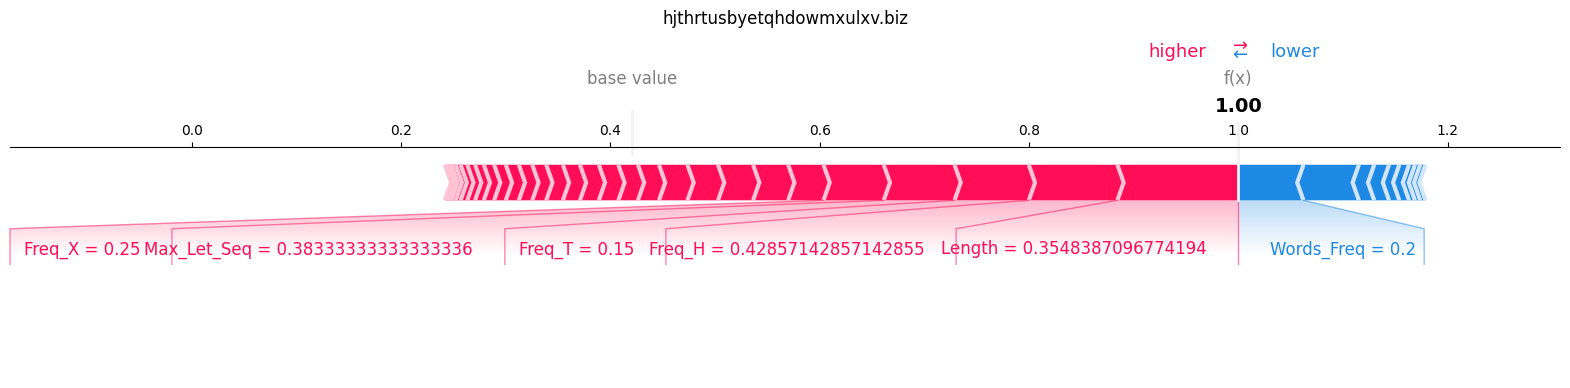 hjthrtusbyetqhdowmxulxv.biz
higher ⇄ lower
base value f(x)
1.00
0.0 0.2 0.4 0.6 0.8 1.0 1.2
Freq_X = 0.25 Max_Let_Seq = 0.38333333333333336 Freq_T = 0.15 Freq_H = 0.42857142857142855 Length = 0.3548387096774194 Words_Freq = 0.2